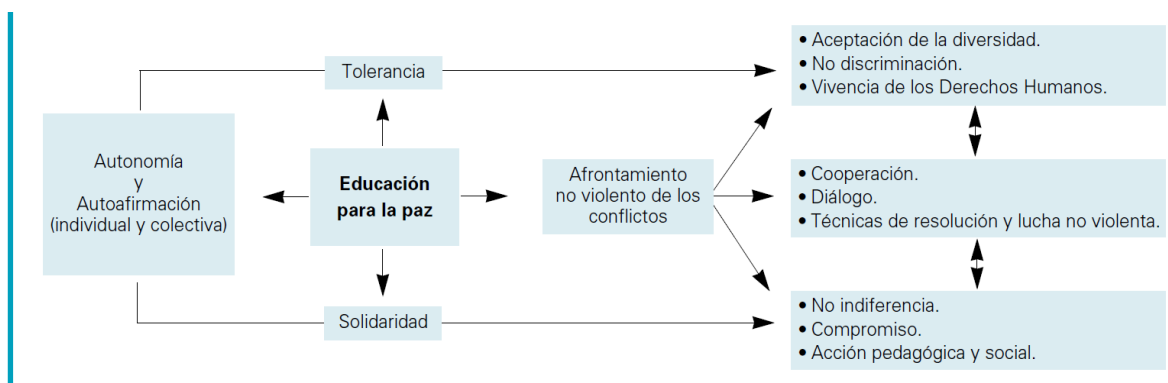 Tolerancia
Autonomía
y
Autoafirmación
(individual y colectiva)
Educación
para la paz
Solidaridad
Afrontamiento
no violento de los
conflictos
• Aceptación de la diversidad.
• No discriminación.
• Vivencia de los Derechos Humanos.
• Cooperación.
• Diálogo.
• Técnicas de resolución y lucha no violenta.
• No indiferencia.
• Compromiso.
• Acción pedagógica y social.